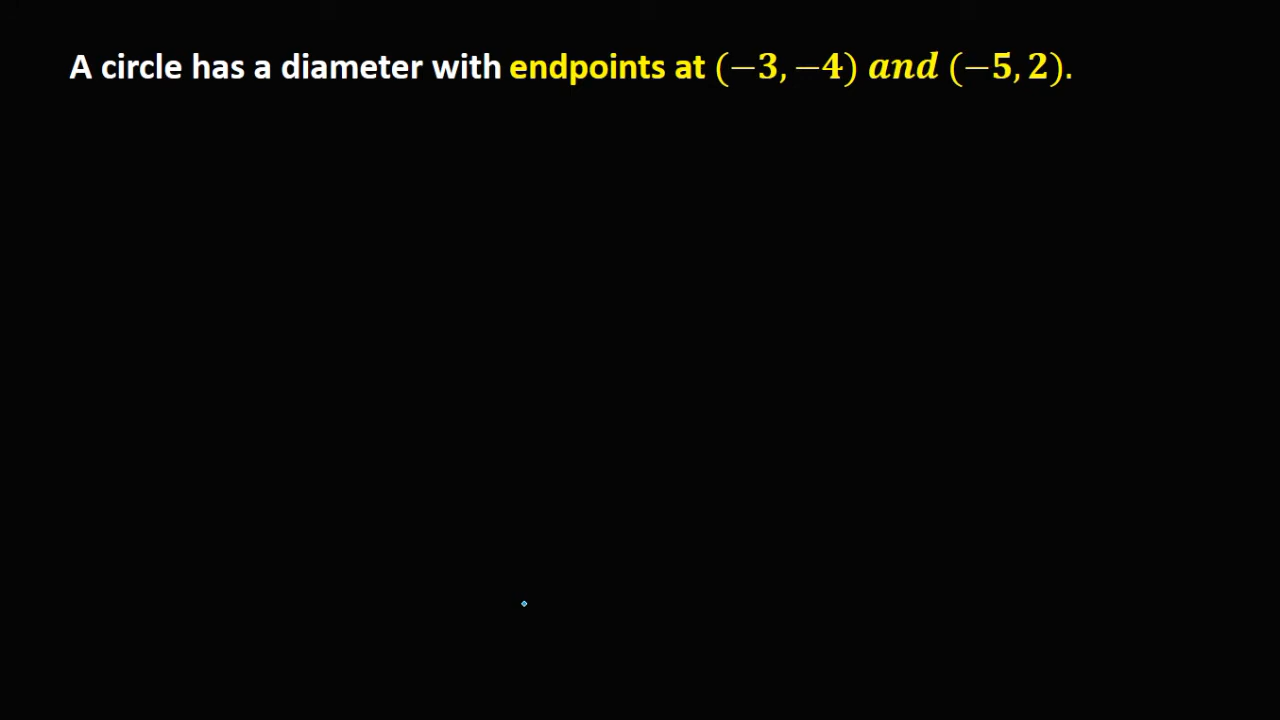 A circle has a diameter with endpoints at (−3, −4) and (−5, 2).